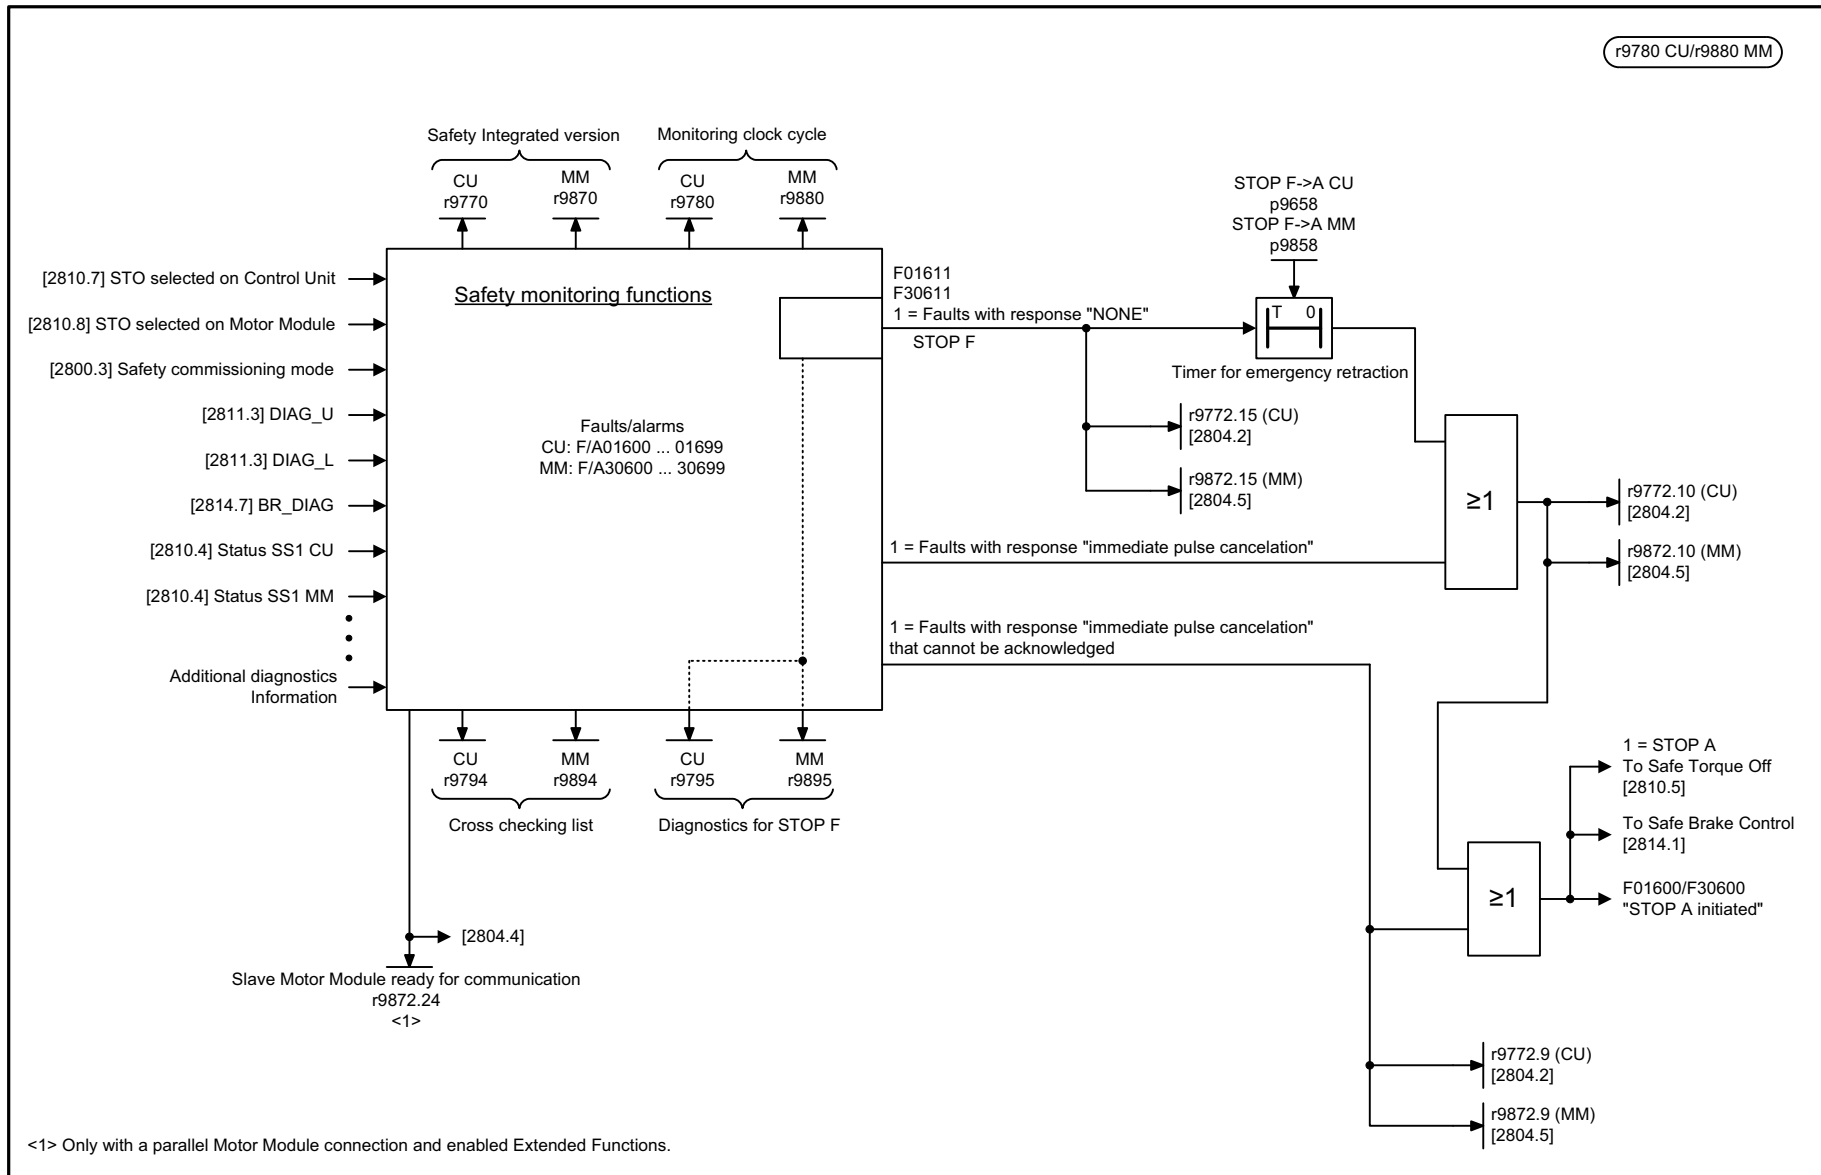 r9780 CU/r9880 MM
Safety Integrated version
Monitoring clock cycle
CU
r9770
MM
r9870
CU
r9780
MM
r9880
STOP F->A CU
p9658
STOP F->A MM
p9858
[2810.7] STO selected on Control Unit
[2810.8] STO selected on Motor Module
[2800.3] Safety commissioning mode
[2811.3] DIAG_U
[2811.3] DIAG_L
[2814.7] BR_DIAG
[2810.4] Status SS1 CU
[2810.4] Status SS1 MM
Additional diagnostics
Information
Safety monitoring functions
Faults/alarms
CU: F/A01600 ... 01699
MM: F/A30600 ... 30699
F01611
F30611
1 = Faults with response "NONE"
STOP F
T 0
Timer for emergency retraction
r9772.15 (CU)
[2804.2]
r9872.15 (MM)
[2804.5]
1 = Faults with response "immediate pulse cancelation"
≥1
r9772.10 (CU)
[2804.2]
r9872.10 (MM)
[2804.5]
1 = Faults with response "immediate pulse cancelation"
that cannot be acknowledged
CU
r9794
MM
r9894
CU
r9795
MM
r9895
Cross checking list
Diagnostics for STOP F
1 = STOP A
To Safe Torque Off
[2810.5]
To Safe Brake Control
[2814.1]
≥1
F01600/F30600
"STOP A initiated"
[2804.4]
Slave Motor Module ready for communication
r9872.24
<1>
r9772.9 (CU)
[2804.2]
r9872.9 (MM)
[2804.5]
<1> Only with a parallel Motor Module connection and enabled Extended Functions.